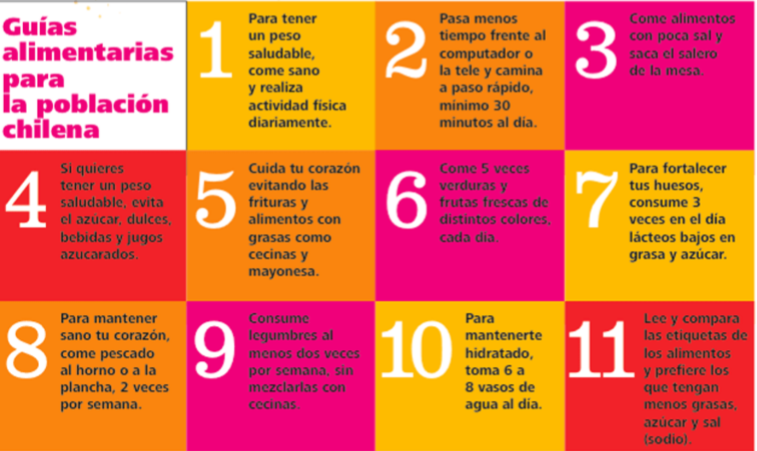 Guías
alimentarias
para
la población
chilena
1
Para tener
un peso
saludable,
come sano
y realiza
actividad física
diariamente.
2
Pasa menos
tiempo frente al
computador o
la tele y camina
a paso rápido,
mínimo 30
minutos al día.
3
Come alimentos
con poca sal y
saca el salero
de la mesa.
4
Si quieres
tener un peso
saludable, evita
el azúcar, dulces,
bebidas y jugos
azucarados.
5
Cuida tu corazón
evitando las
frituras y
alimentos con
grasas como
cecinas y
mayonesa.
6
Come 5 veces
verduras y
frutas frescas de
distintos colores,
cada día.
7
Para fortalecer
tus huesos,
consume 3
veces en el día
lácteos bajos en
grasa y azúcar.
8
Para mantener
sano tu corazón,
come pescado
al horno o a la
plancha, 2 veces
por semana.
9
Consume
legumbres al
menos dos veces
por semana, sin
mezclarlas con
cecinas.
10
Para
mantenerte
hidratado,
toma 6 a
8 vasos de
agua al día.
11
Lee y compara
las etiquetas de
los alimentos
y prefiere los
que tengan
menos grasas,
azúcar y sal
(sodio).